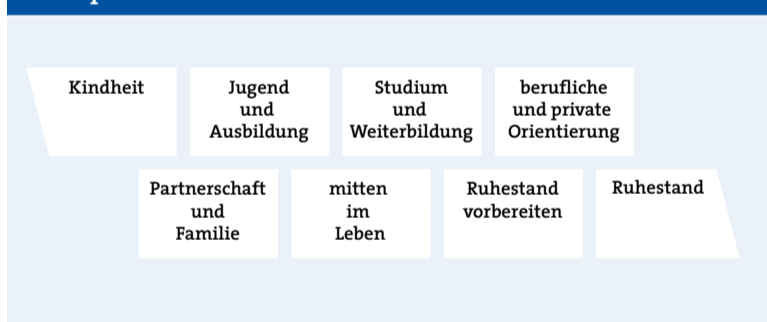 Kindheit
Jugend
und
Ausbildung
Studium
und
Weiterbildung
berufliche
und private
Orientierung
Partnerschaft
und
Familie
mitten
im
Leben
Ruhestand
vorbereiten
Ruhestand